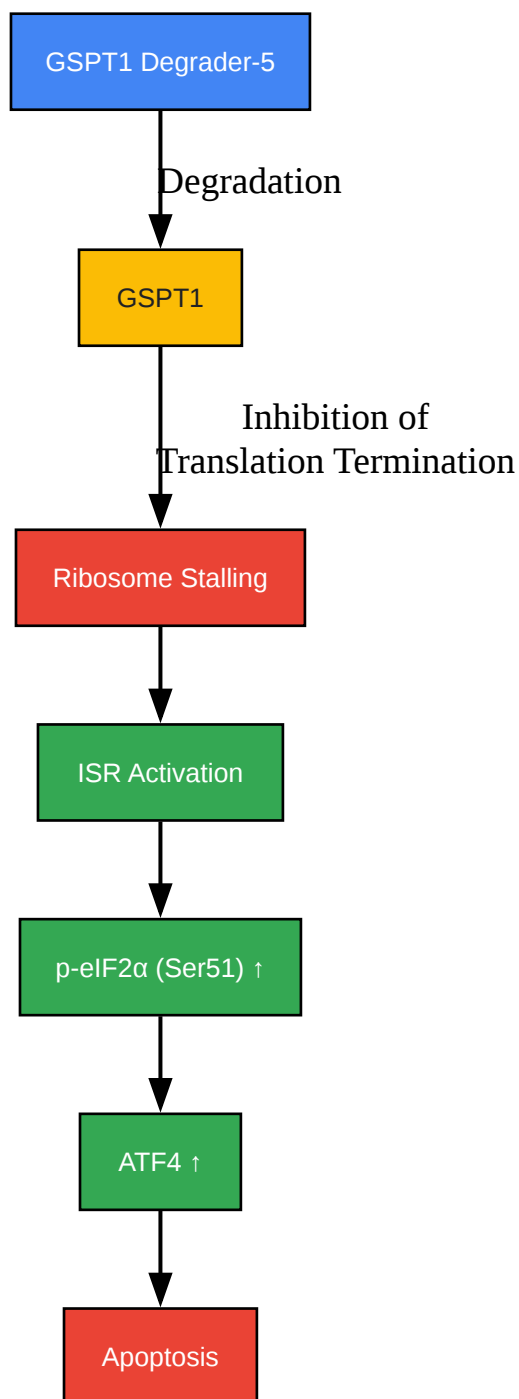 GSPT1 Degrader-5
Degradation
GSPT1
Inhibition of
Translation Termination
Ribosome Stalling
ISR Activation
p-eIF2α (Ser51) ↑
ATF4 ↑
Apoptosis